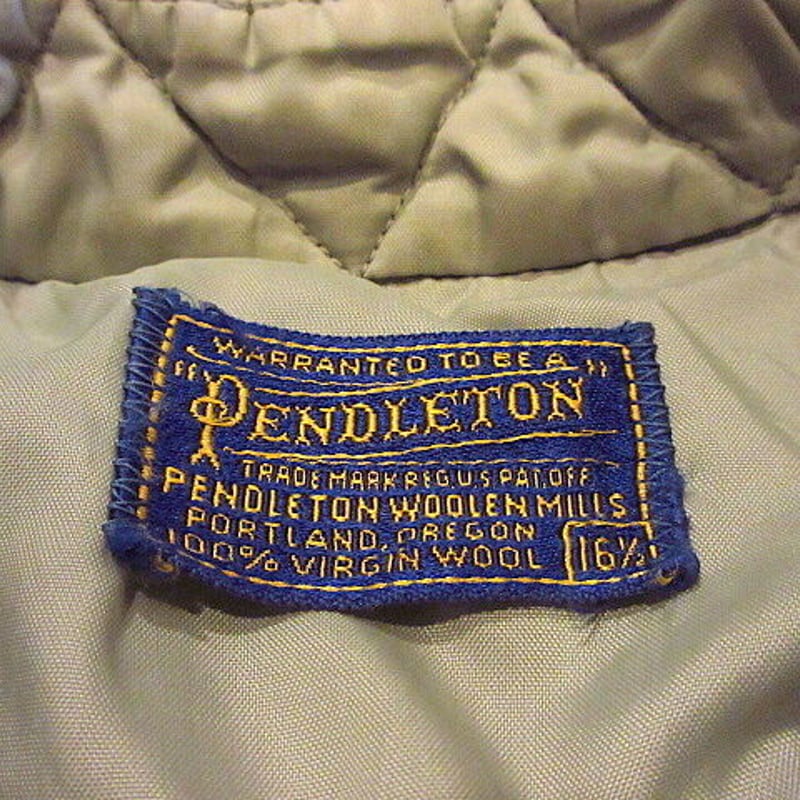 WARRANTED TO BE A
"PENDLETON"
TRADE MARK REG. U.S. PAT. OFF.
PENDLETON WOOLEN MILLS
PORTLAND, OREGON
100% VIRGIN WOOL
16½